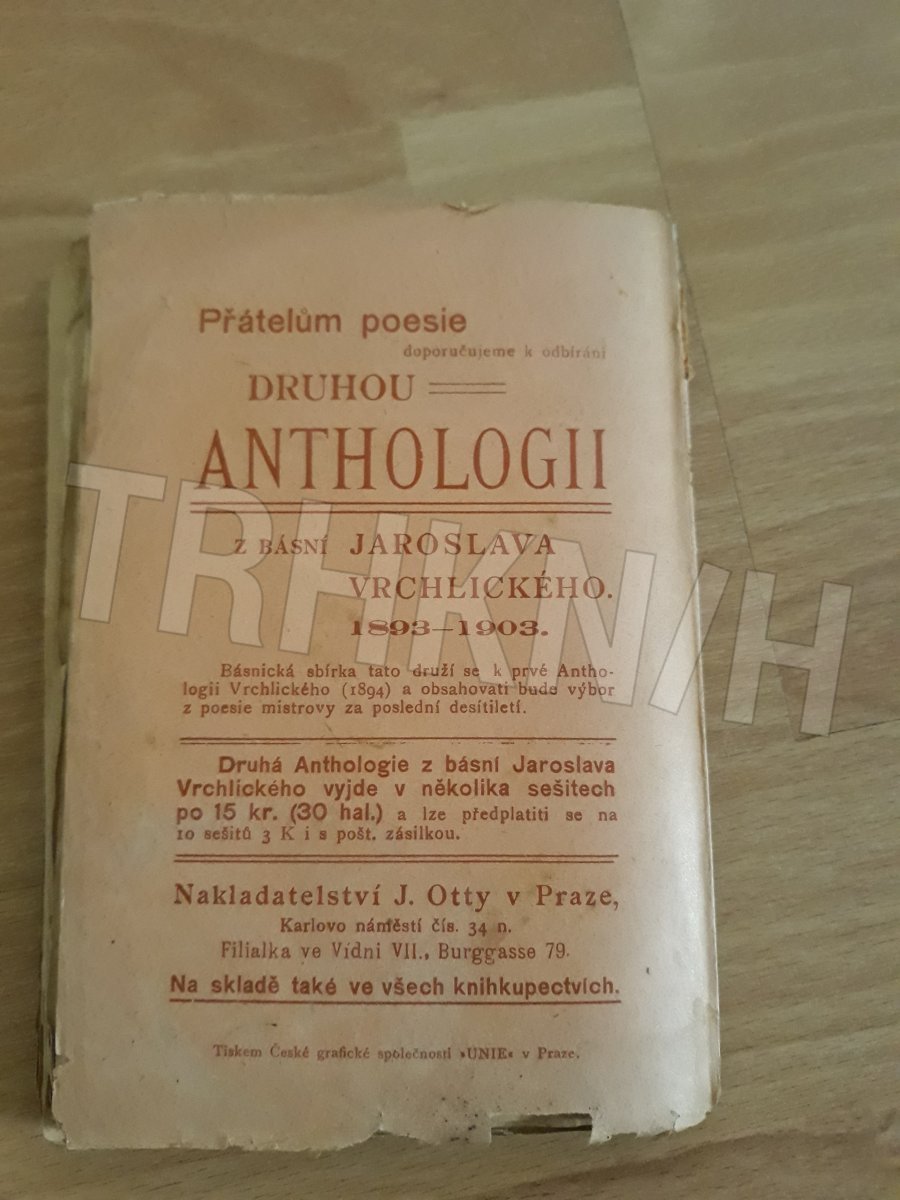 Přátelům poesie
doporučujeme k odbírání
DRUHOU
ANTHOLOGII
Z BÁSNÍ JAROSLAVA
VRCHLICKÉHO.
1893—1903.
Básnická sbírka tato druží se k prvé Antho-
logii Vrchlického (1894) a obsahovati bude výbor
z poesie mistrovy za poslední desítiletí.
Druhá Anthologie z básní Jaroslava
Vrchlického vyjde v několika sešitech
po 15 kr. (30 hal.) a lze předplatiti se na
10 sešitů 3 K i s pošt. zásilkou.
Nakladatelství J. Otty v Praze,
Karlovo náměstí čís. 34 n.
Filialka ve Vídni VII., Burggasse 79.
Na skladě také ve všech knihkupectvích.
Tiskem České grafické společnosti »UNIE« v Praze.
TRHKNIH